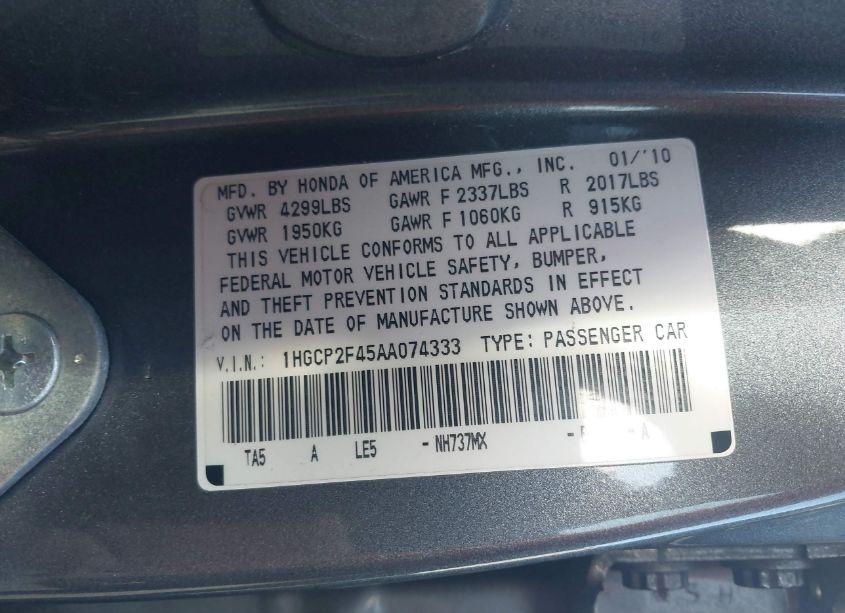 MFD. BY HONDA OF AMERICA MFG., INC. 01/'10
GVWR 4299LBS GAWR F 2337LBS R 2017LBS
GVWR 1950KG GAWR F 1060KG R 915KG
THIS VEHICLE CONFORMS TO ALL APPLICABLE
FEDERAL MOTOR VEHICLE SAFETY, BUMPER,
AND THEFT PREVENTION STANDARDS IN EFFECT
ON THE DATE OF MANUFACTURE SHOWN ABOVE.
V.I.N.: 1HGCP2F45AA074333 TYPE: PASSENGER CAR
TA5 A LE5 -NH737MX - -A